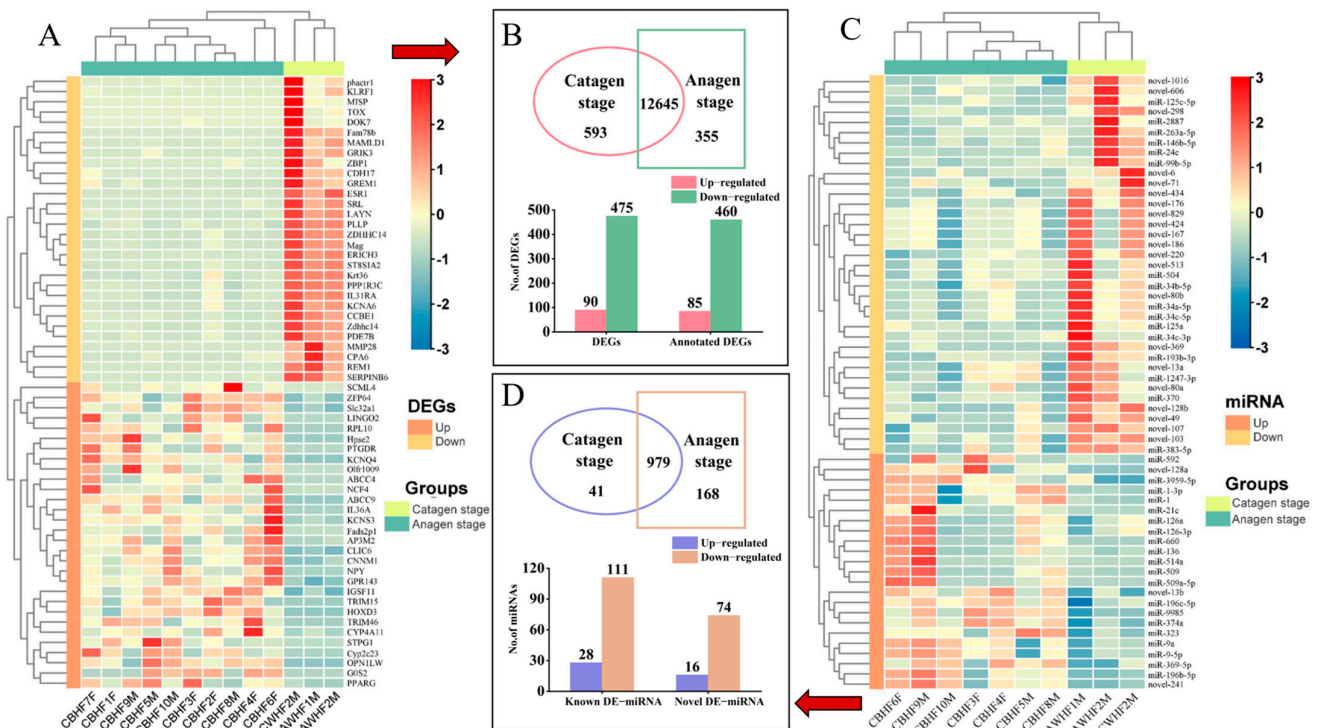 A
phactr1
KLRF1
MISP
TOX
DOK7
Fam78b
MAMLD1
GRIK3
ZBP1
CDH17
GREM1
ESR1
SRL
LAYN
PLLP
ZDHHC14
Mag
ERICH3
ST8SIA2
Krt36
PPP1R3C
IL31RA
KCNA6
CCBE1
Zdhhc14
PDE7B
MMP28
CPA6
REM1
SERPINB6
SCML4
ZFP64
Slc32a1
LINGO2
RPL10
Hpse2
PTGDR
KCNQ4
Olfr1009
ABCC4
NCF4
ABCC9
IL36A
KCNS3
Fads2p1
AP3M2
CLIC6
CNNM1
NPY
GPR143
IGSF11
TRIM15
HOXD3
TRIM46
CYP4A11
STPG1
Cyp2c23
OPN1LW
G0S2
PPARG
3
2
1
0
-1
-2
-3
DEGs
Up
Down
Groups
Catagen stage
Anagen stage
CBHF7F
CBHF1F
CBHF9M
CBHF5M
CBHF10M
CBHF3F
CBHF2F
CBHF8M
CBHF4F
CBHF6F
CWHF2M
AWHF1M
AWHF2M
B
Catagen
stage
593
12645
Anagen
stage
355
Up-regulated
Down-regulated
No.of DEGs
500
400
300
200
100
0
90
475
85
460
DEGs
Annotated DEGs
D
Catagen
stage
41
979
Anagen
stage
168
Up-regulated
Down-regulated
No.of miRNAs
120
90
60
30
0
28
111
16
74
Known DE-miRNA
Novel DE-miRNA
C
novel-1016
novel-606
miR-125c-5p
novel-298
miR-2887
miR-263a-5p
miR-146b-5p
miR-24c
miR-99b-5p
novel-6
novel-71
novel-434
novel-176
novel-829
novel-424
novel-167
novel-186
novel-220
novel-513
miR-504
miR-34b-5p
novel-80b
miR-34a-5p
miR-34c-5p
miR-125a
miR-34c-3p
novel-369
miR-193b-3p
novel-13a
miR-1247-3p
novel-80a
miR-370
novel-128b
novel-49
novel-107
novel-103
miR-383-5p
miR-592
novel-128a
miR-3959-5p
miR-1-3p
miR-1
miR-21c
miR-126a
miR-126-3p
miR-660
miR-136
miR-514a
miR-509
miR-509a-5p
novel-13b
miR-196c-5p
miR-9985
miR-374a
miR-323
miR-9a
miR-9-5p
miR-369-5p
miR-196b-5p
novel-241
3
2
1
0
-1
-2
-3
miRNA
Up
Down
Groups
Catagen stage
Anagen stage
CBHF6F
CBHF9M
CBHF10M
CBHF3F
CBHF4F
CBHF5M
CBHF8M
AWHF1M
AWHF2M
CWHF2M